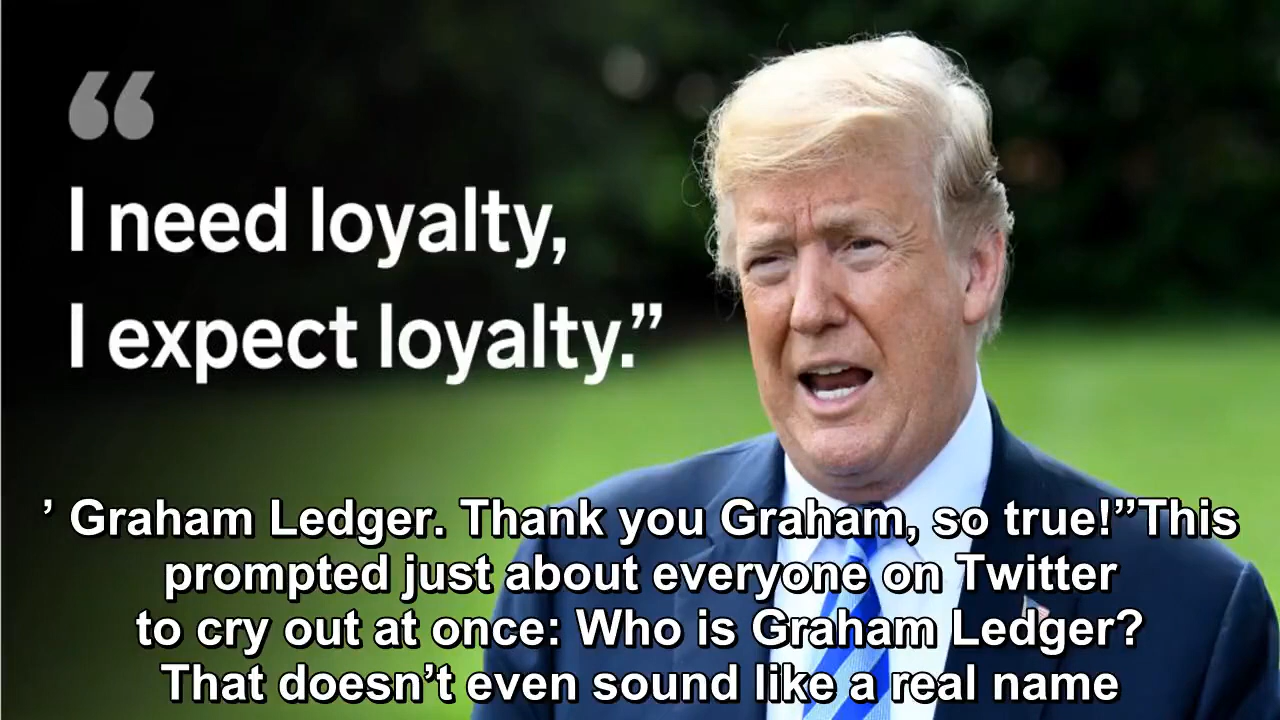 “
I need loyalty,
I expect loyalty.”
’ Graham Ledger. Thank you Graham, so true!”This
prompted just about everyone on Twitter
to cry out at once: Who is Graham Ledger?
That doesn’t even sound like a real name